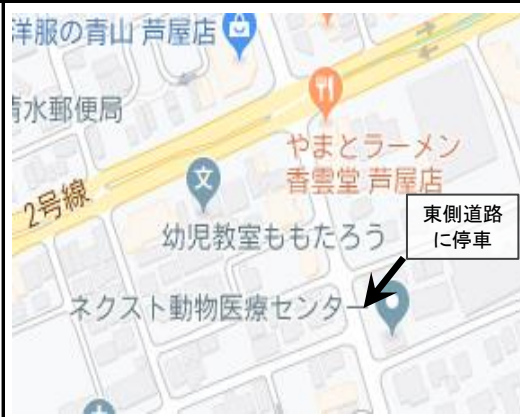 洋服の青山 芦屋店
清水郵便局
やまとラーメン
香雲堂 芦屋店
2号線
東側道路
に停車
幼児教室ももたろう
ネクスト動物医療センター